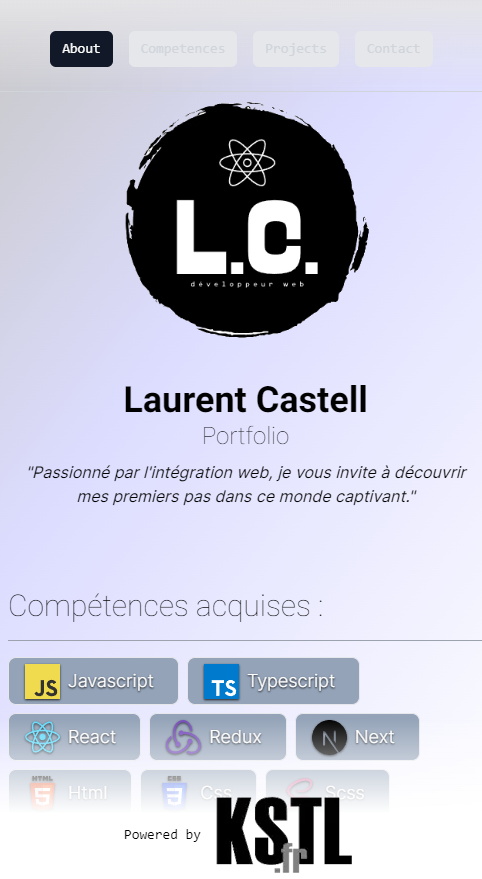 About Competences Projects Contact
L.C.
développeur web
Laurent Castell
Portfolio
"Passionné par l'intégration web, je vous invite à découvrir
mes premiers pas dans ce monde captivant."
Compétences acquises :
JS Javascript TS Typescript
React Redux N Next
HTML Html CSS Css Scss
Powered by KSTL
.fr